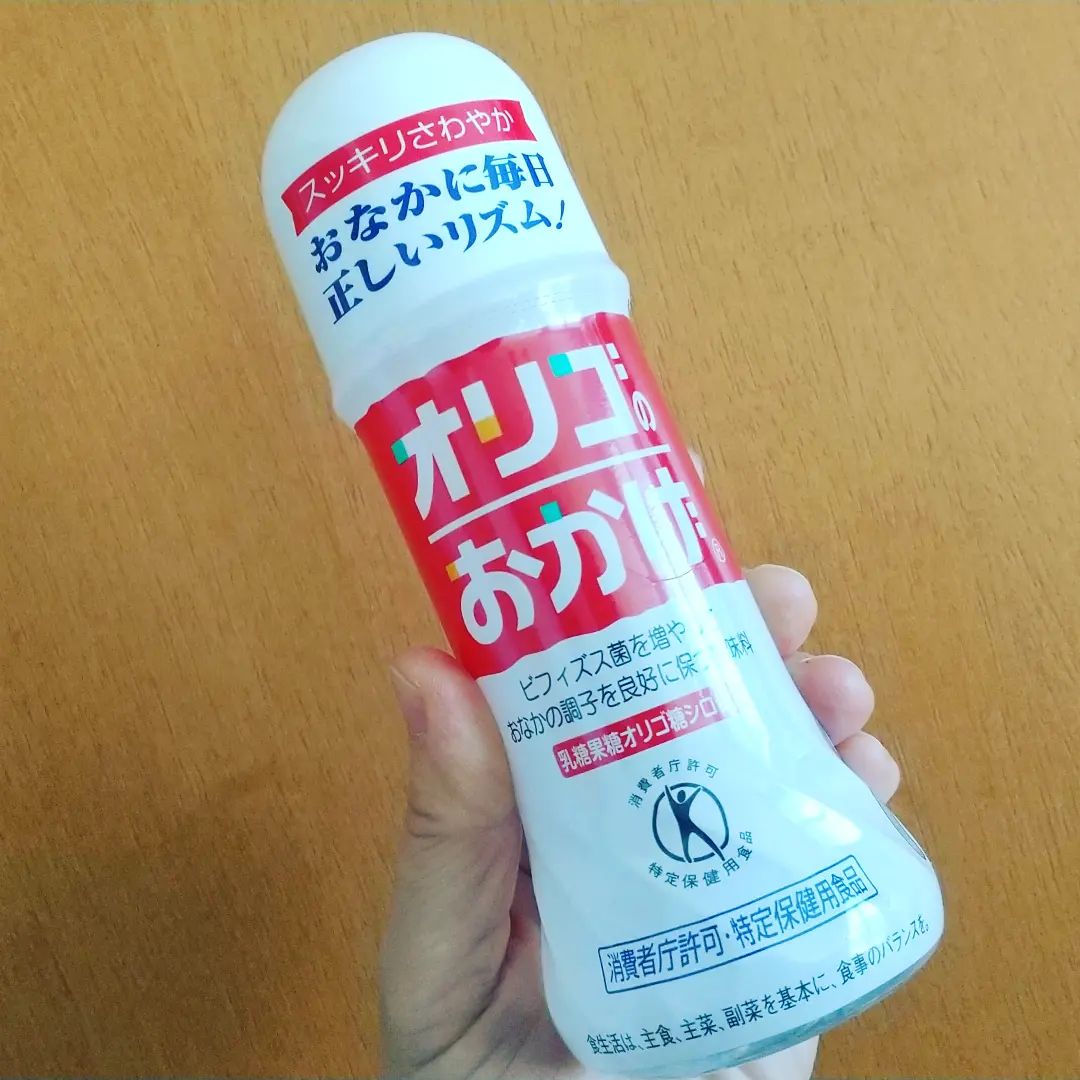 スッキリさわやか
おなかに毎日
正しいリズム!
オリゴの
おかげ®
ビフィズス菌を増や
おなかの調子を良好に保つ 味料
乳糖果糖オリゴ糖シロ
消費者庁許可
特定保健用食品
消費者庁許可・特定保健用食品
食生活は、主食、主菜、副菜を基本に、食事のバランスを。